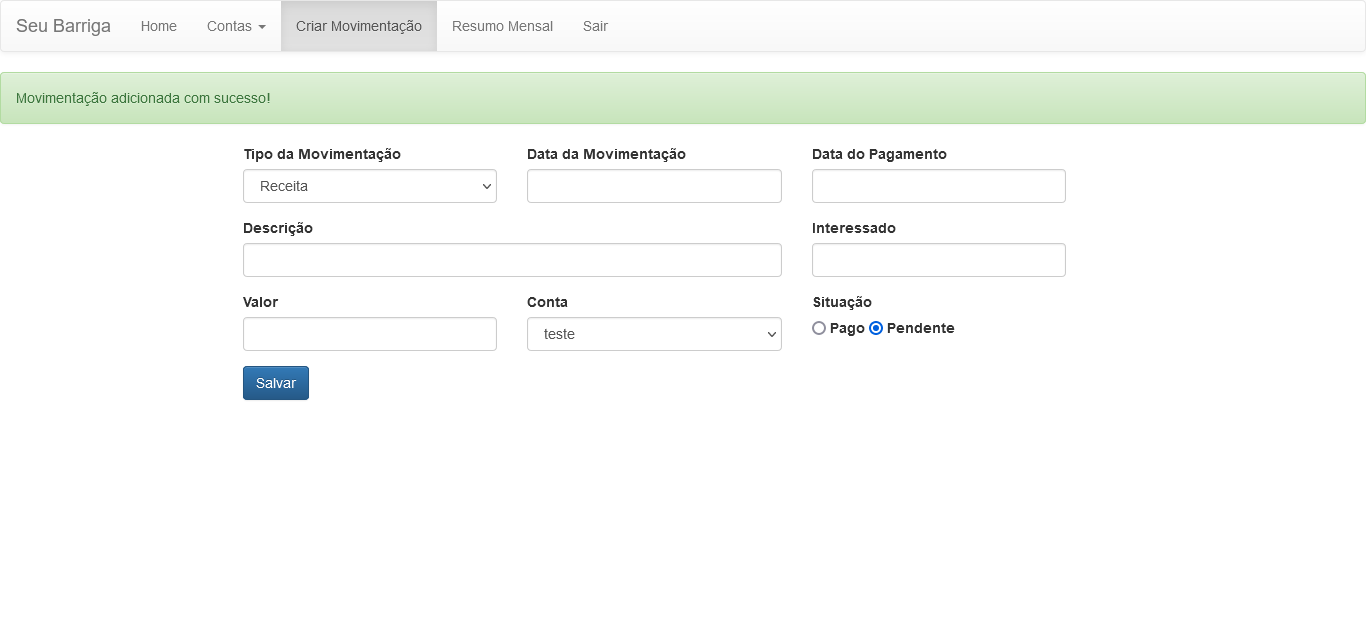 Seu Barriga Home Contas Criar Movimentação Resumo Mensal Sair
Movimentação adicionada com sucesso!
Tipo da Movimentação Data da Movimentação Data do Pagamento
Receita
Descrição Interessado
Valor Conta Situação
teste Pago Pendente
Salvar